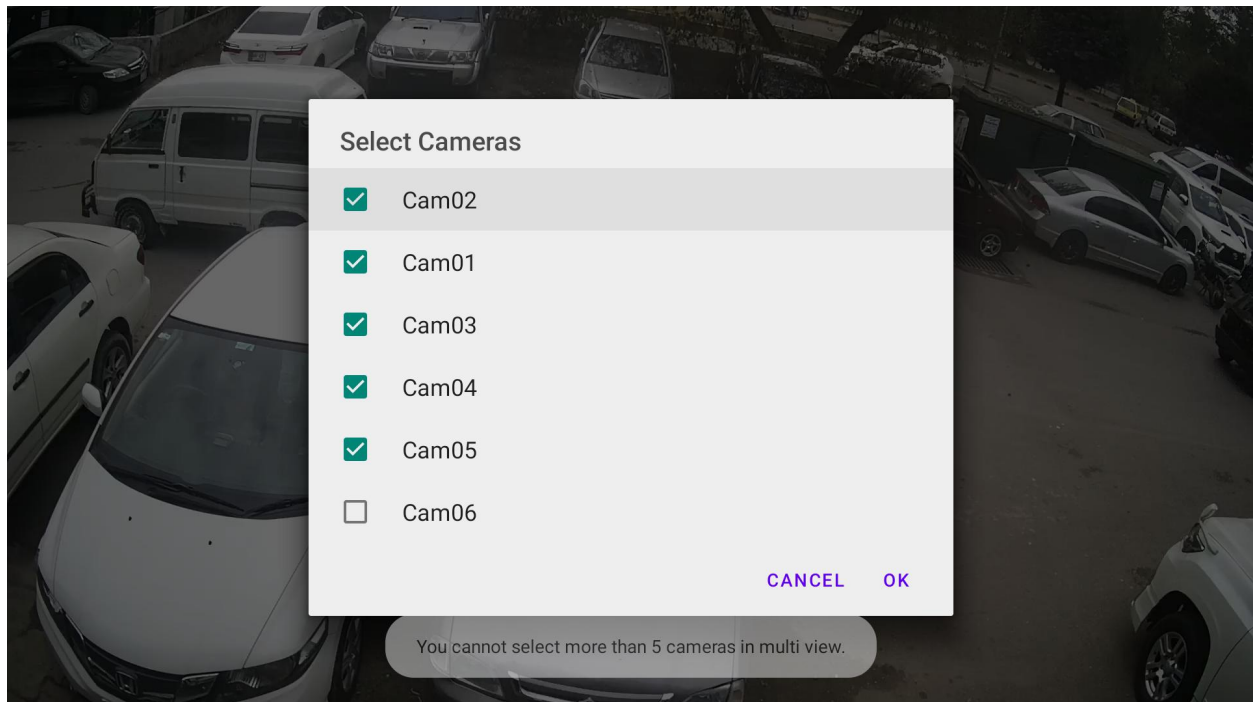 Select Cameras
Cam02
Cam01
Cam03
Cam04
Cam05
Cam06
CANCEL OK
You cannot select more than 5 cameras in multi view.